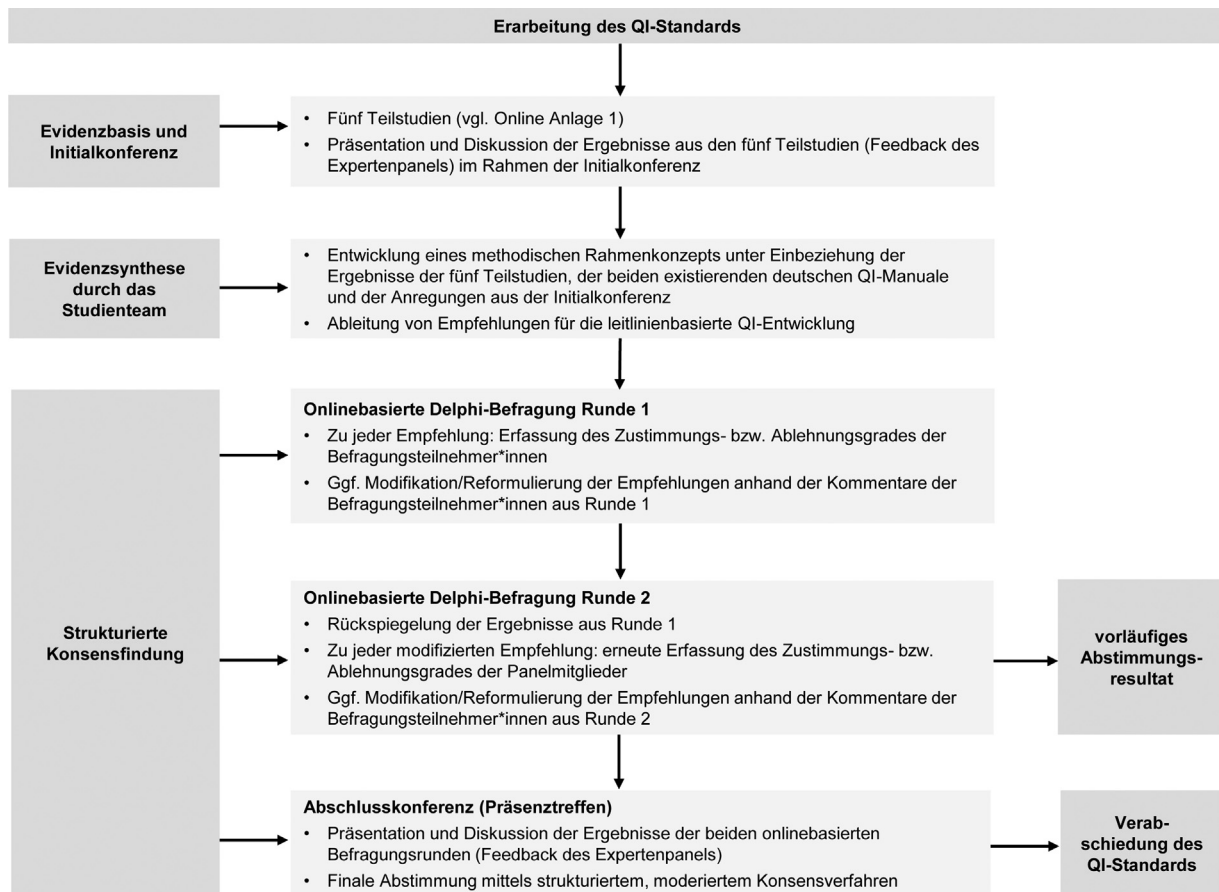 Erarbeitung des QI-Standards
Evidenzbasis und
Initialkonferenz
• Fünf Teilstudien (vgl. Online Anlage 1)
• Präsentation und Diskussion der Ergebnisse aus den fünf Teilstudien (Feedback des
Expertenpanels) im Rahmen der Initialkonferenz
Evidenzsynthese
durch das
Studienteam
• Entwicklung eines methodischen Rahmenkonzepts unter Einbeziehung der
Ergebnisse der fünf Teilstudien, der beiden existierenden deutschen QI-Manuale
und der Anregungen aus der Initialkonferenz
• Ableitung von Empfehlungen für die leitlinienbasierte QI-Entwicklung
Strukturierte
Konsensfindung
Onlinebasierte Delphi-Befragung Runde 1
• Zu jeder Empfehlung: Erfassung des Zustimmungs- bzw. Ablehnungsgrades der
Befragungsteilnehmer*innen
• Ggf. Modifikation/Reformulierung der Empfehlungen anhand der Kommentare der
Befragungsteilnehmer*innen aus Runde 1
Onlinebasierte Delphi-Befragung Runde 2
• Rückspiegelung der Ergebnisse aus Runde 1
• Zu jeder modifizierten Empfehlung: erneute Erfassung des Zustimmungs- bzw.
Ablehnungsgrades der Panelmitglieder
• Ggf. Modifikation/Reformulierung der Empfehlungen anhand der Kommentare der
Befragungsteilnehmer*innen aus Runde 2
vorläufiges
Abstimmungs-
resultat
Abschlusskonferenz (Präsenztreffen)
• Präsentation und Diskussion der Ergebnisse der beiden onlinebasierten
Befragungsrunden (Feedback des Expertenpanels)
• Finale Abstimmung mittels strukturiertem, moderiertem Konsensverfahren
Verab-
schiedung des
QI-Standards